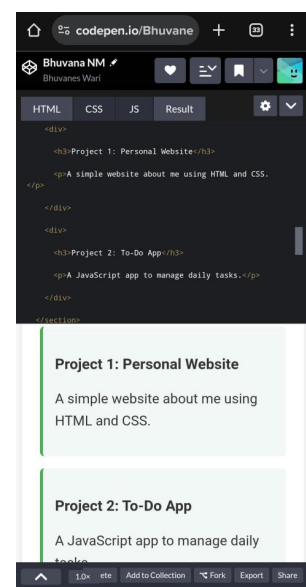 codepen.io/Bhuvane
33
Bhuvana NM
Bhuvanes Wari
HTML CSS JS Result
<div>
<h3>Project 1: Personal Website</h3>
<p>A simple website about me using HTML and CSS.
</p>
</div>
<div>
<h3>Project 2: To-Do App</h3>
<p>A JavaScript app to manage daily tasks.</p>
</div>
</section>
Project 1: Personal Website
A simple website about me using
HTML and CSS.
Project 2: To-Do App
A JavaScript app to manage daily
tasks.
1.0× ete Add to Collection Fork Export Share